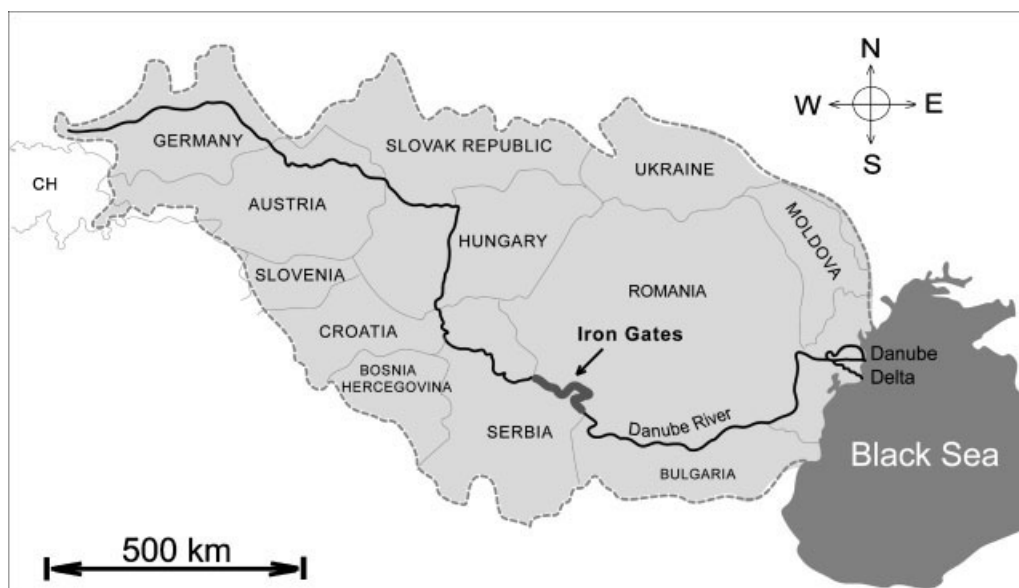 N
W E
S
GERMANY
SLOVAK REPUBLIC
UKRAINE
CH
AUSTRIA
MOLDOVA
HUNGARY
SLOVENIA
ROMANIA
CROATIA
Iron Gates
BOSNIA
HERCEGOVINA
Danube
Delta
SERBIA
Danube River
Black Sea
BULGARIA
500 km